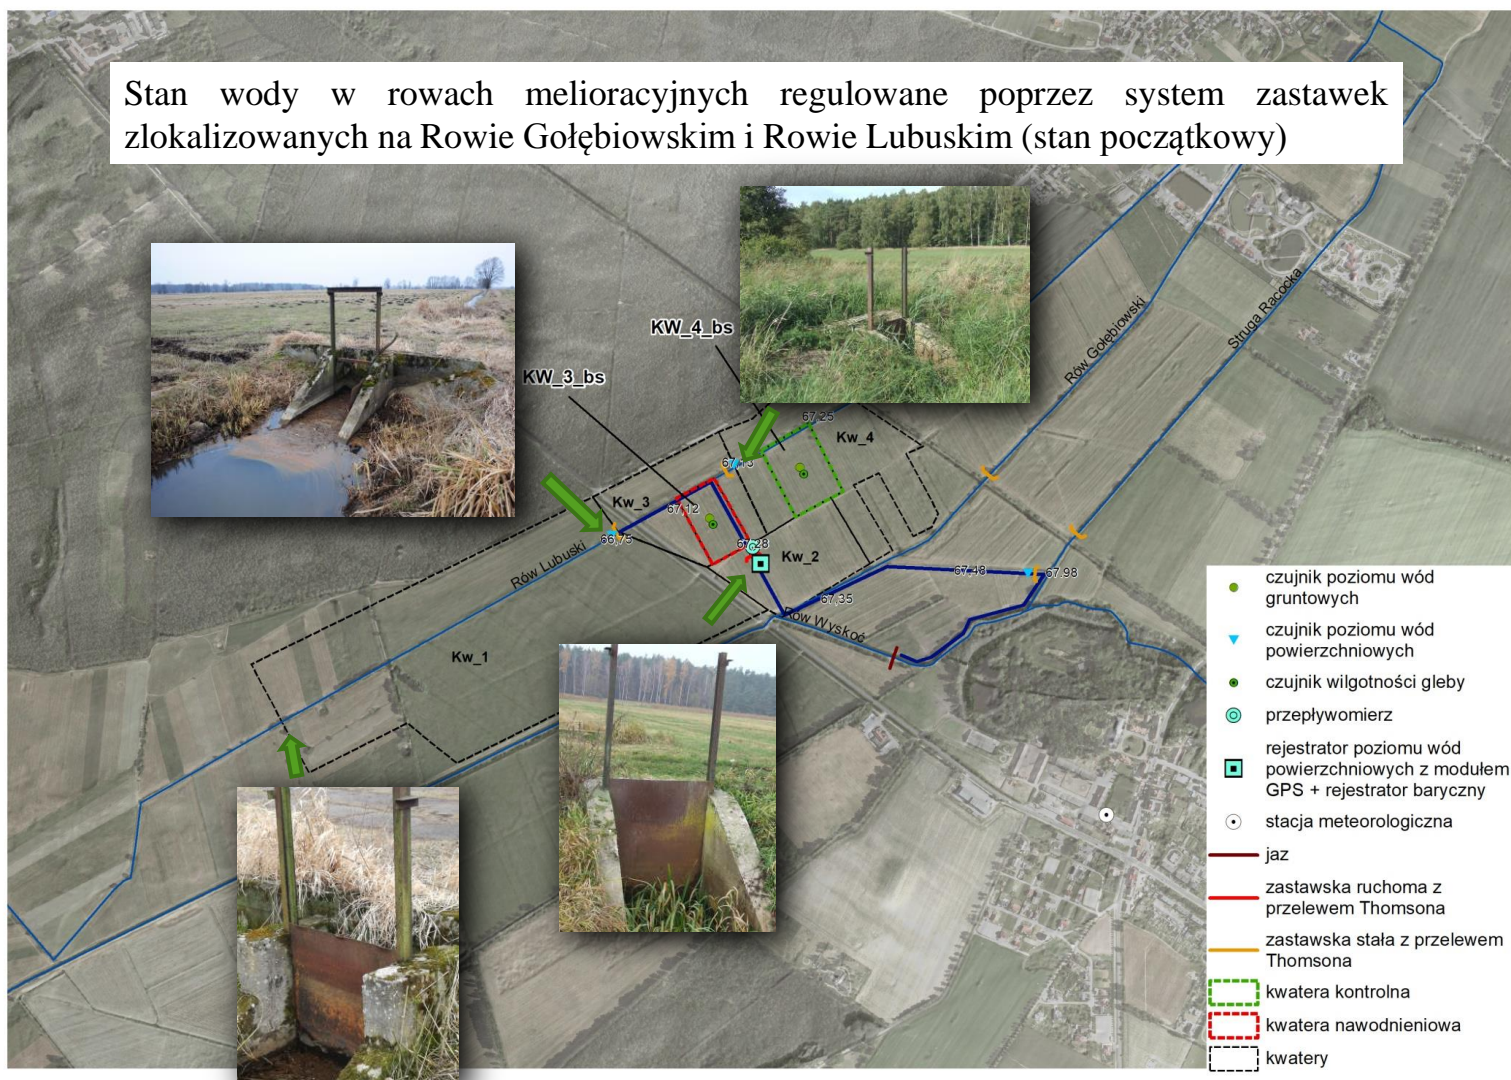 Stan wody w rowach melioracyjnych regulowane poprzez system zastawek
zlokalizowanych na Rowie Gołębiowskim i Rowie Lubuskim (stan początkowy)
KW_4_bs
KW_3_bs
Rów Gołębiowski
Struga Racocka
67,25
Kw_4
67,13
Kw_3
67,12
66,75
67,28
Kw_2
Rów Lubuski
67,48
67,98
67,35
Rów Wyskoć
Kw_1
czujnik poziomu wód
gruntowych
czujnik poziomu wód
powierzchniowych
czujnik wilgotności gleby
przepływomierz
rejestrator poziomu wód
powierzchniowych z modułem
GPS + rejestrator baryczny
stacja meteorologiczna
jaz
zastawska ruchoma z
przelewem Thomsona
zastawska stała z przelewem
Thomsona
kwatera kontrolna
kwatera nawodnieniowa
kwatery